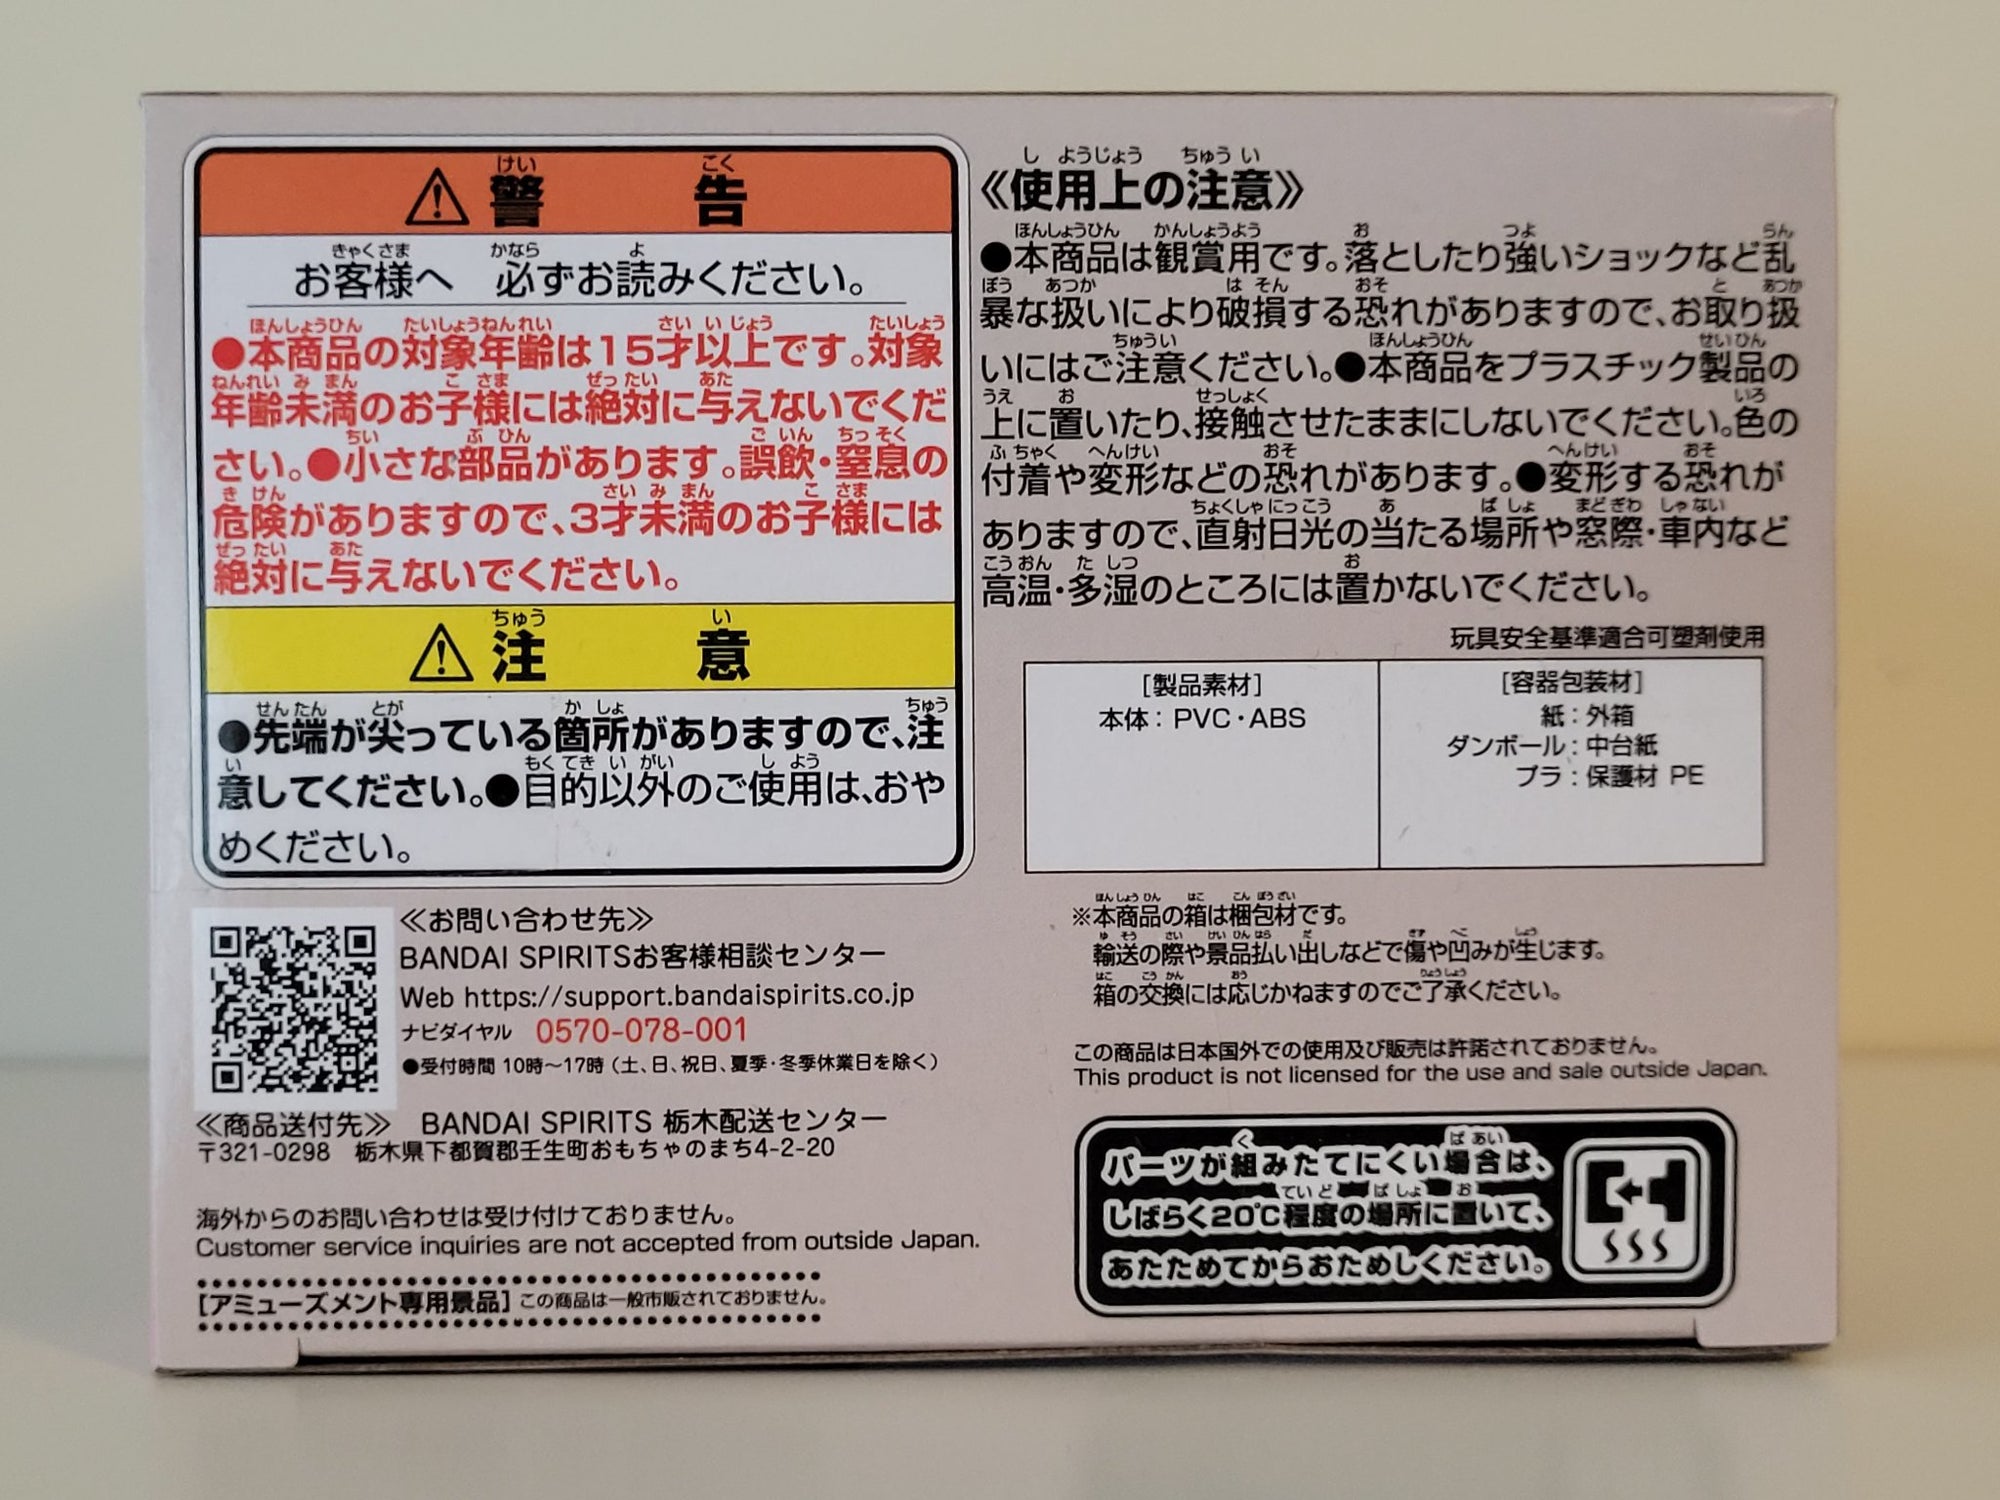 警告
お客様へ 必ずお読みください。
●本商品の対象年齢は15才以上です。対象
年齢未満のお子様には絶対に与えないでくだ
さい。●小さな部品があります。誤飲・窒息の
危険がありますので、3才未満のお子様には
絶対に与えないでください。
注意
●先端が尖っている箇所がありますので、注
意してください。●目的以外のご使用は、おや
めください。
≪お問い合わせ先≫
BANDAI SPIRITSお客様相談センター
Web https://support.bandaispirits.co.jp
ナビダイヤル 0570-078-001
●受付時間 10時〜17時(土、日、祝日、夏季・冬季休業日を除く)
≪商品送付先≫ BANDAI SPIRITS 栃木配送センター
〒321-0298 栃木県下都賀郡壬生町おもちゃのまち4-2-20
海外からのお問い合わせは受け付けておりません。
Customer service inquiries are not accepted from outside Japan.
[アミューズメント専用景品] この商品は一般市販されておりません。
≪使用上の注意≫
●本商品は観賞用です。落としたり強いショックなど乱
暴な扱いにより破損する恐れがありますので、お取り扱
いにはご注意ください。●本商品をプラスチック製品の
上に置いたり、接触させたままにしないでください。色の
付着や変形などの恐れがあります。●変形する恐れが
ありますので、直射日光の当たる場所や窓際・車内など
高温・多湿のところには置かないでください。
玩具安全基準適合可塑剤使用
[製品素材]
本体：PVC・ABS
[容器包装材]
紙：外箱
ダンボール：中台紙
プラ：保護材 PE
※本商品の箱は梱包材です。
輸送の際や景品払い出しなどで傷や凹みが生じます。
箱の交換には応じかねますのでご了承ください。
この商品は日本国外での使用及び販売は許諾されておりません。
This product is not licensed for the use and sale outside Japan.
パーツが組みたてにくい場合は、
しばらく20℃程度の場所に置いて、
あたためてからおためしください。